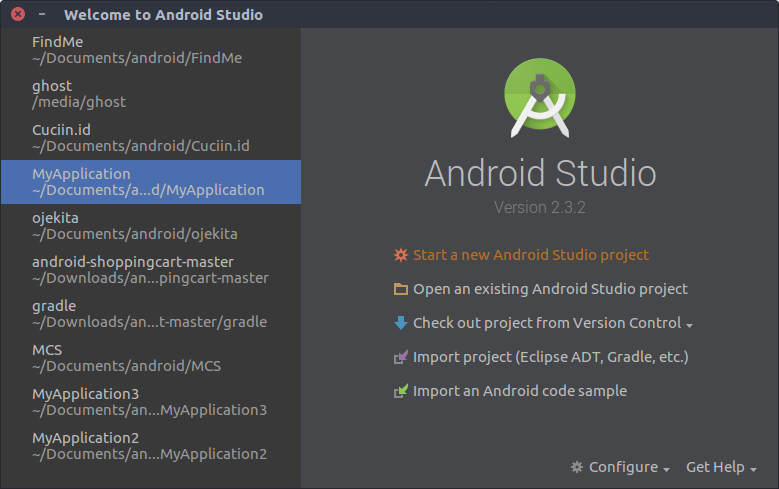 Welcome to Android Studio
FindMe
~/Documents/android/FindMe
ghost
/media/ghost
Cuciin.id
~/Documents/android/Cuciin.id
MyApplication
~/Documents/a...d/MyApplication
ojekita
~/Documents/android/ojekita
android-shoppingcart-master
~/Downloads/an...pingcart-master
gradle
~/Downloads/an...t-master/gradle
MCS
~/Documents/android/MCS
MyApplication3
~/Documents/an...MyApplication3
MyApplication2
~/Documents/an...MyApplication2
Android Studio
Version 2.3.2
Start a new Android Studio project
Open an existing Android Studio project
Check out project from Version Control
Import project (Eclipse ADT, Gradle, etc.)
Import an Android code sample
Configure
Get Help